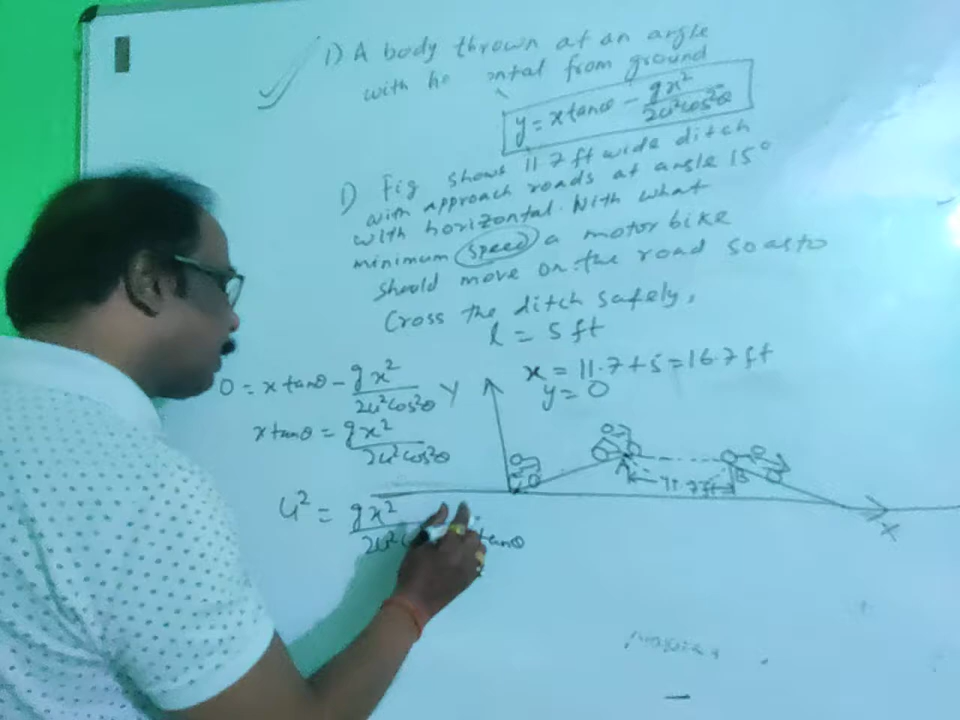 1) A body thrown at an angle
with ho ontal from ground
y = x tanθ - gx²/2u²cos²θ
1) Fig shows 11.7 ft wide ditch
with approach roads at angle 15°
with horizontal. With what
minimum speed a motor bike
should move on the road so as to
Cross the ditch safely,
l = 5 ft
x = 11.7 + 5 = 16.7 ft
y = 0
0 = x tanθ - gx²/2u²cos²θ
x tanθ = gx²/2u²cos²θ
u² = gx²
tanθ
Y
A
B
11.7 ft
X